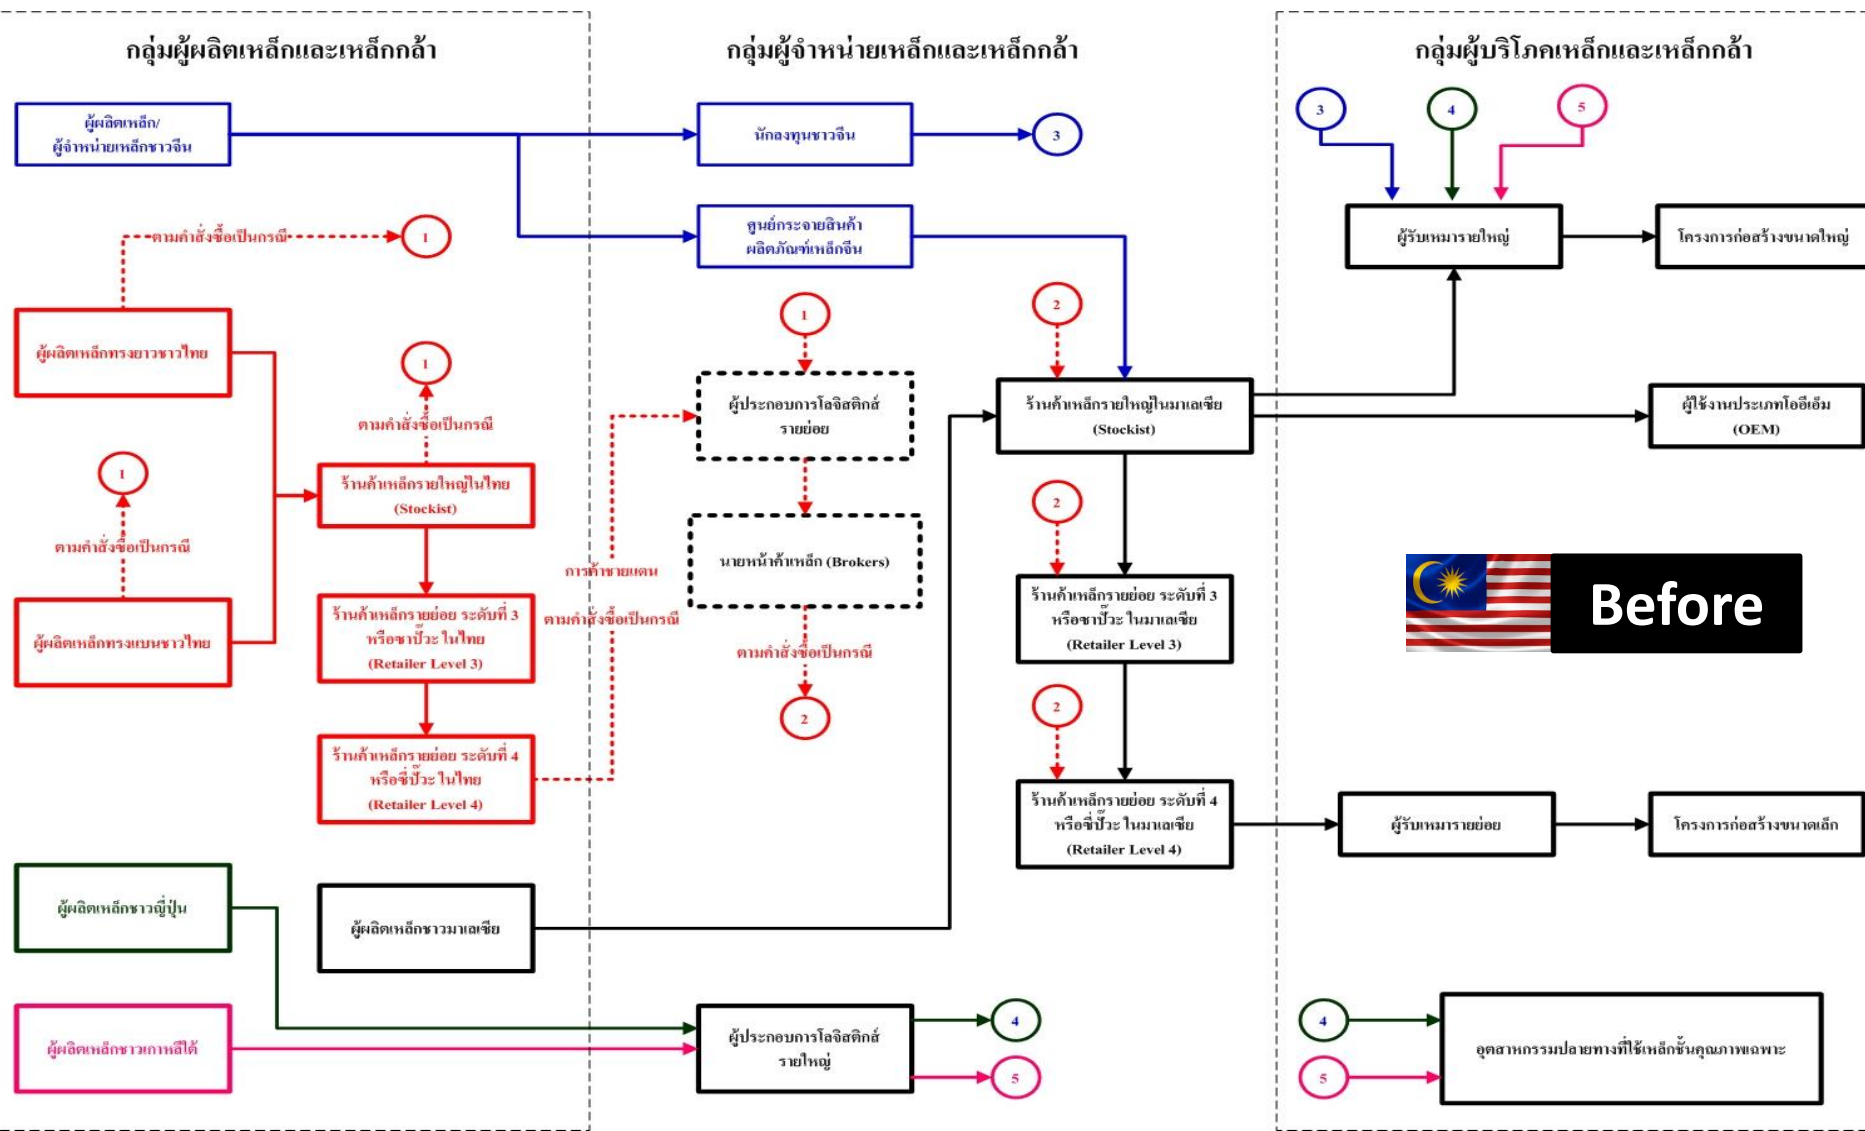 กลุ่มผู้ผลิตเหล็กและเหล็กกล้า
กลุ่มผู้จำหน่ายเหล็กและเหล็กกล้า
กลุ่มผู้บริโภคเหล็กและเหล็กกล้า
ผู้ผลิตเหล็ก/
ผู้จำหน่ายเหล็กชาวจีน
นักลงทุนชาวจีน
3
3
4
5
ตามคำสั่งซื้อเป็นกรณี
1
ศูนย์กระจายสินค้า
ผลิตภัณฑ์เหล็กจีน
ผู้รับเหมารายใหญ่
โครงการก่อสร้างขนาดใหญ่
ผู้ผลิตเหล็กทรงยาวชาวไทย
1
ตามคำสั่งซื้อเป็นกรณี
1
2
ผู้ประกอบการโลจิสติกส์
รายย่อย
ร้านค้าเหล็กรายใหญ่ในมาเลเซีย
(Stockist)
ผู้ใช้งานประเภทโออีเอ็ม
(OEM)
1
ตามคำสั่งซื้อเป็นกรณี
ร้านค้าเหล็กรายใหญ่ในไทย
(Stockist)
การค้าชายแดน
ตามคำสั่งซื้อเป็นกรณี
นายหน้าค้าเหล็ก (Brokers)
2
Before
ผู้ผลิตเหล็กทรงแบนชาวไทย
ร้านค้าเหล็กรายย่อย ระดับที่ 3
หรือซาปั๊วะ ในไทย
(Retailer Level 3)
ตามคำสั่งซื้อเป็นกรณี
2
ร้านค้าเหล็กรายย่อย ระดับที่ 3
หรือซาปั๊วะ ในมาเลเซีย
(Retailer Level 3)
ร้านค้าเหล็กรายย่อย ระดับที่ 4
หรือซี่ปั๊วะ ในไทย
(Retailer Level 4)
2
ร้านค้าเหล็กรายย่อย ระดับที่ 4
หรือซี่ปั๊วะ ในมาเลเซีย
(Retailer Level 4)
ผู้รับเหมารายย่อย
โครงการก่อสร้างขนาดเล็ก
ผู้ผลิตเหล็กชาวญี่ปุ่น
ผู้ผลิตเหล็กชาวมาเลเซีย
ผู้ผลิตเหล็กชาวเกาหลีใต้
ผู้ประกอบการโลจิสติกส์
รายใหญ่
4
5
4
5
อุตสาหกรรมปลายทางที่ใช้เหล็กชั้นคุณภาพเฉพาะ